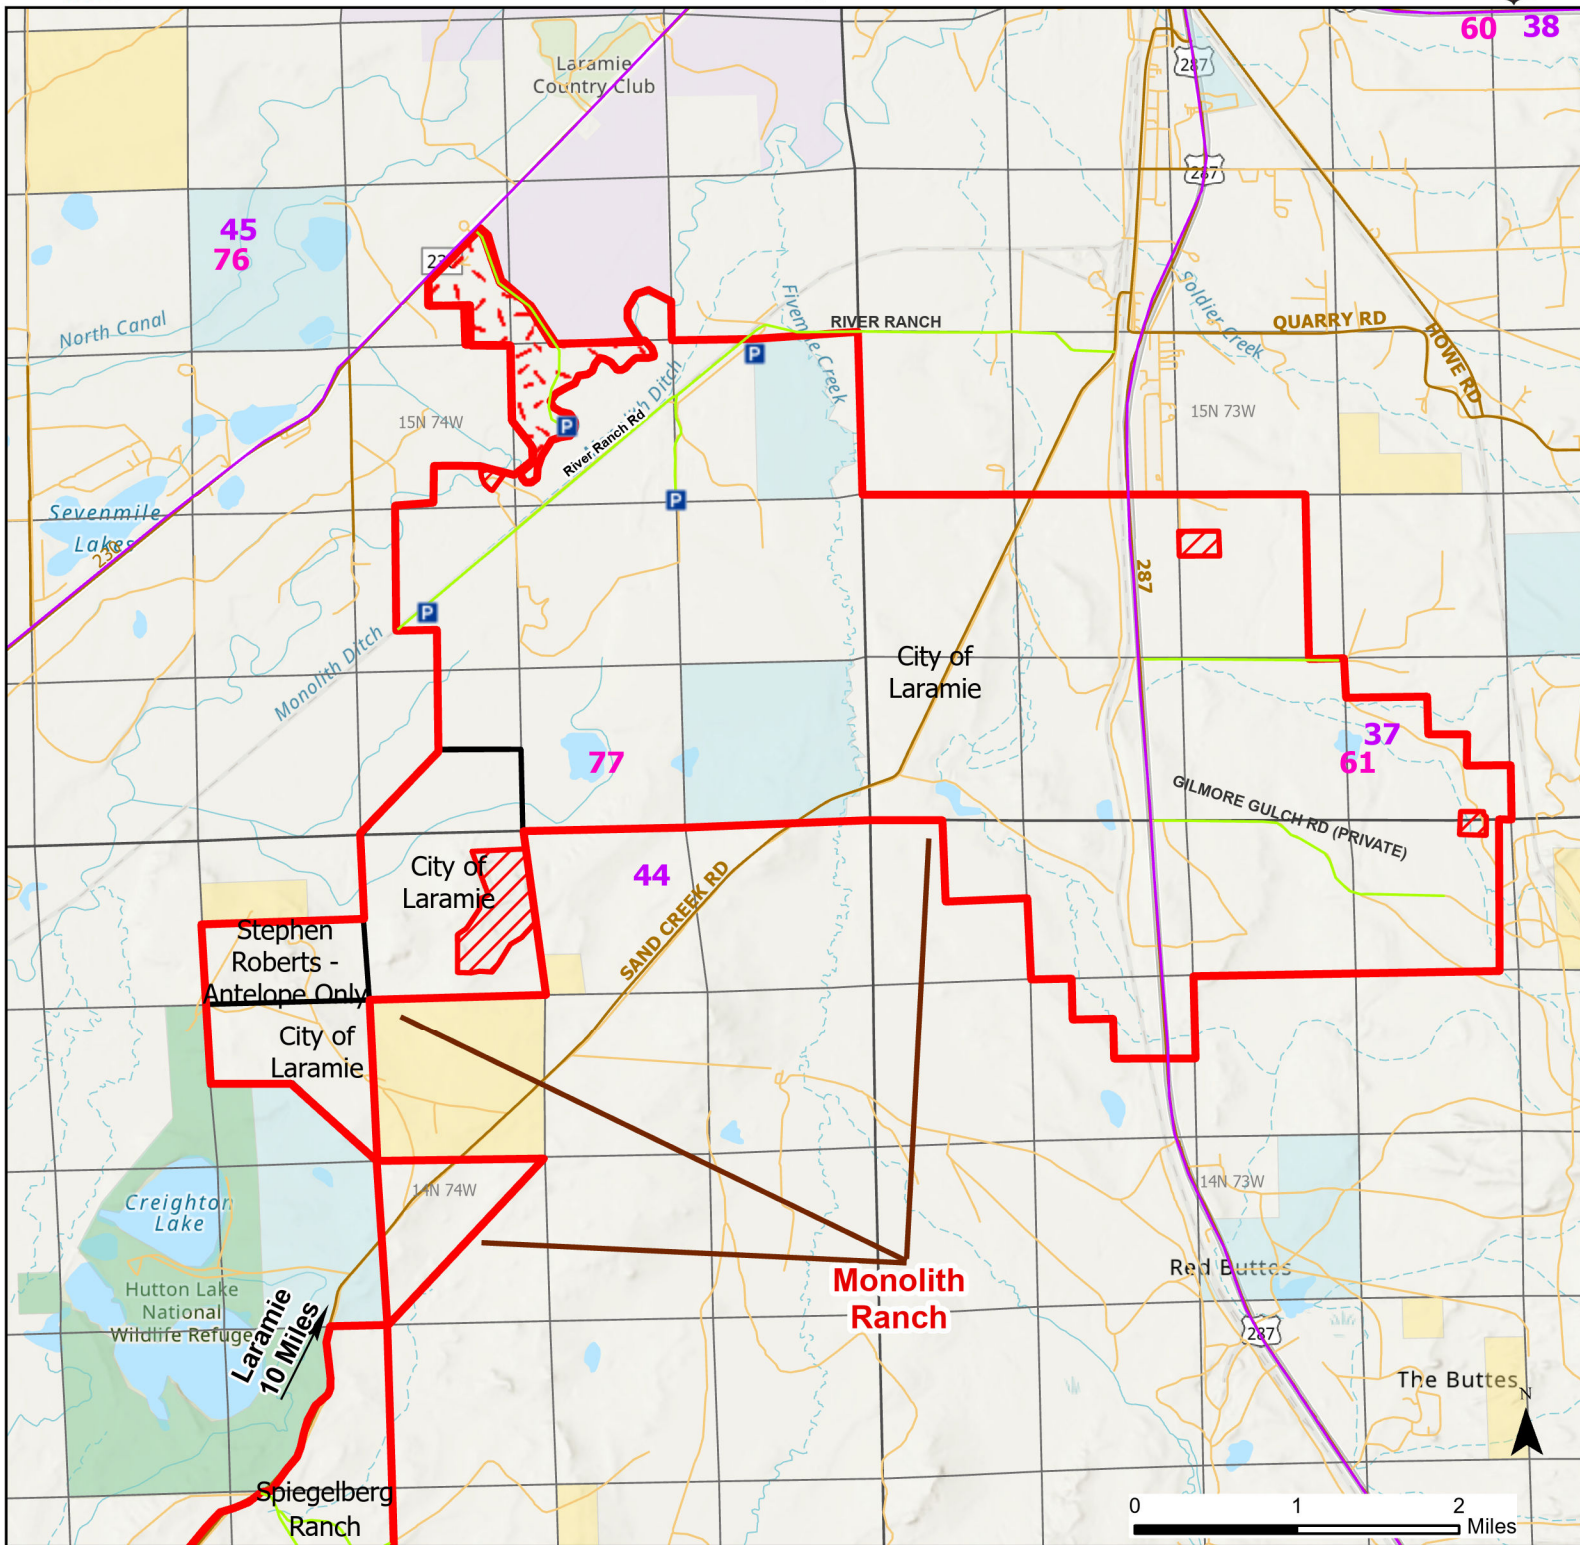 60 38
287
Laramie
Country Club
287
45
76
23
North Canal
Fivemile Creek
Soldier Creek
RIVER RANCH
QUARRY RD
HOWE RD
P
15N 74W
15N 73W
P
River Ranch Rd
Ditch
Sevenmile
Lakes
230
P
287
P
Monolith Ditch
City of
Laramie
77
37
61
GILMORE GULCH RD (PRIVATE)
City of
Laramie
44
SAND CREEK RD
Stephen
Roberts -
Antelope Only
City of
Laramie
14N 74W
14N 73W
Creighton
Lake
Red Buttes
Monolith
Ranch
Hutton Lake
National
Wildlife Refuge
Laramie
10 Miles
287
The Buttes
N
Spiegelberg
Ranch
0 1 2
Miles